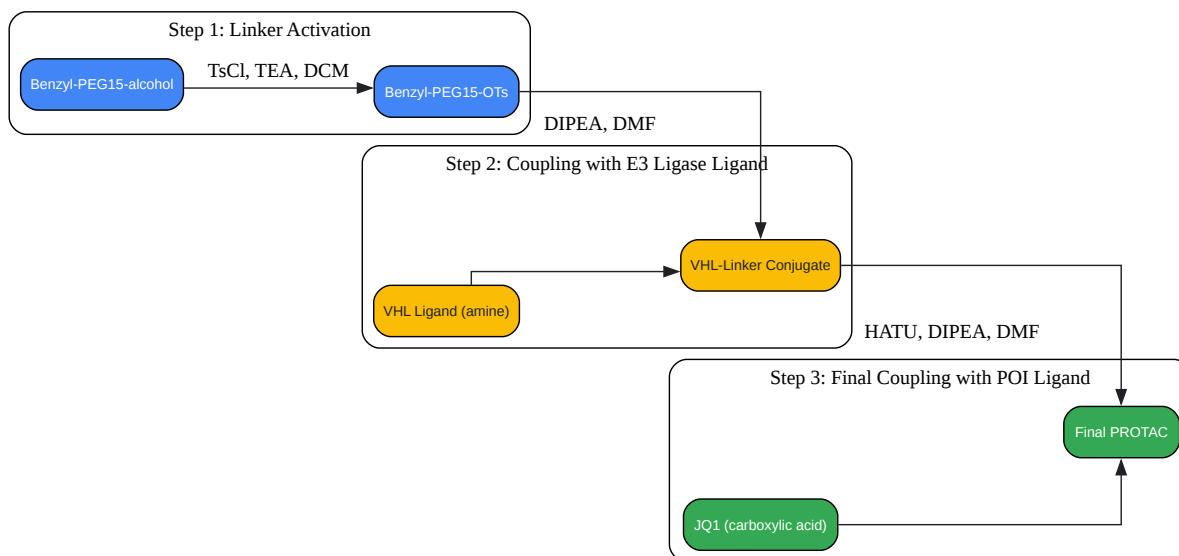 Step 1: Linker Activation
Benzyl-PEG15-alcohol
TsCl, TEA, DCM
Benzyl-PEG15-OTs
DIPEA, DMF
Step 2: Coupling with E3 Ligase Ligand
VHL-Linker Conjugate
VHL Ligand (amine)
HATU, DIPEA, DMF
Step 3: Final Coupling with POI Ligand
Final PROTAC
JQ1 (carboxylic acid)